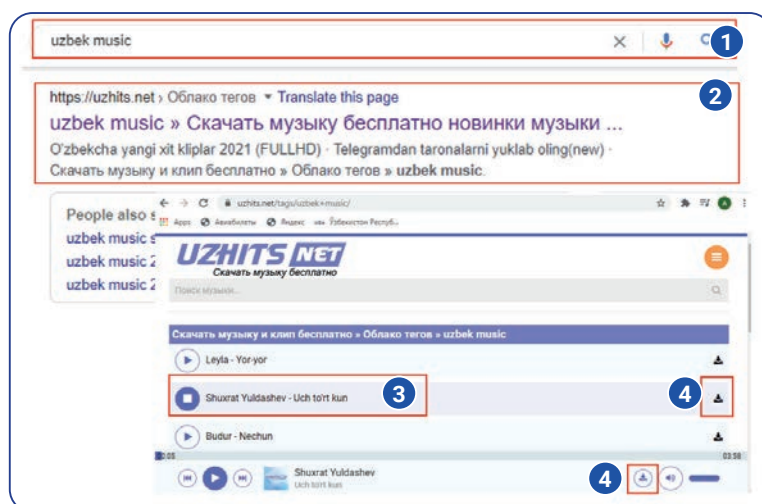 uzbek music
1
2
https://uzhits.net › Облако тегов ▾ Translate this page
uzbek music » Скачать музыку бесплатно новинки музыки ...
O'zbekcha yangi xit kliplar 2021 (FULLHD) · Telegramdan taronalarni yuklab oling(new) ·
Скачать музыку и клип бесплатно » Облако тегов » uzbek music.
People also s
uzbek music s
uzbek music 2
uzbek music 2
uzhits.net/tags/uzbek+music/
Apps Авиабилеты Яндекс Ўзбекистон Респуб..
UZHITS NET
Скачать музыку бесплатно
Поиск музыки...
Скачать музыку и клип бесплатно » Облако тегов » uzbek music
Leyla - Yor-yor
Shuxrat Yuldashev - Uch to'rt kun
3
4
Budur - Nechun
0:05
03:58
Shuxrat Yuldashev
Uch to'rt kun
4